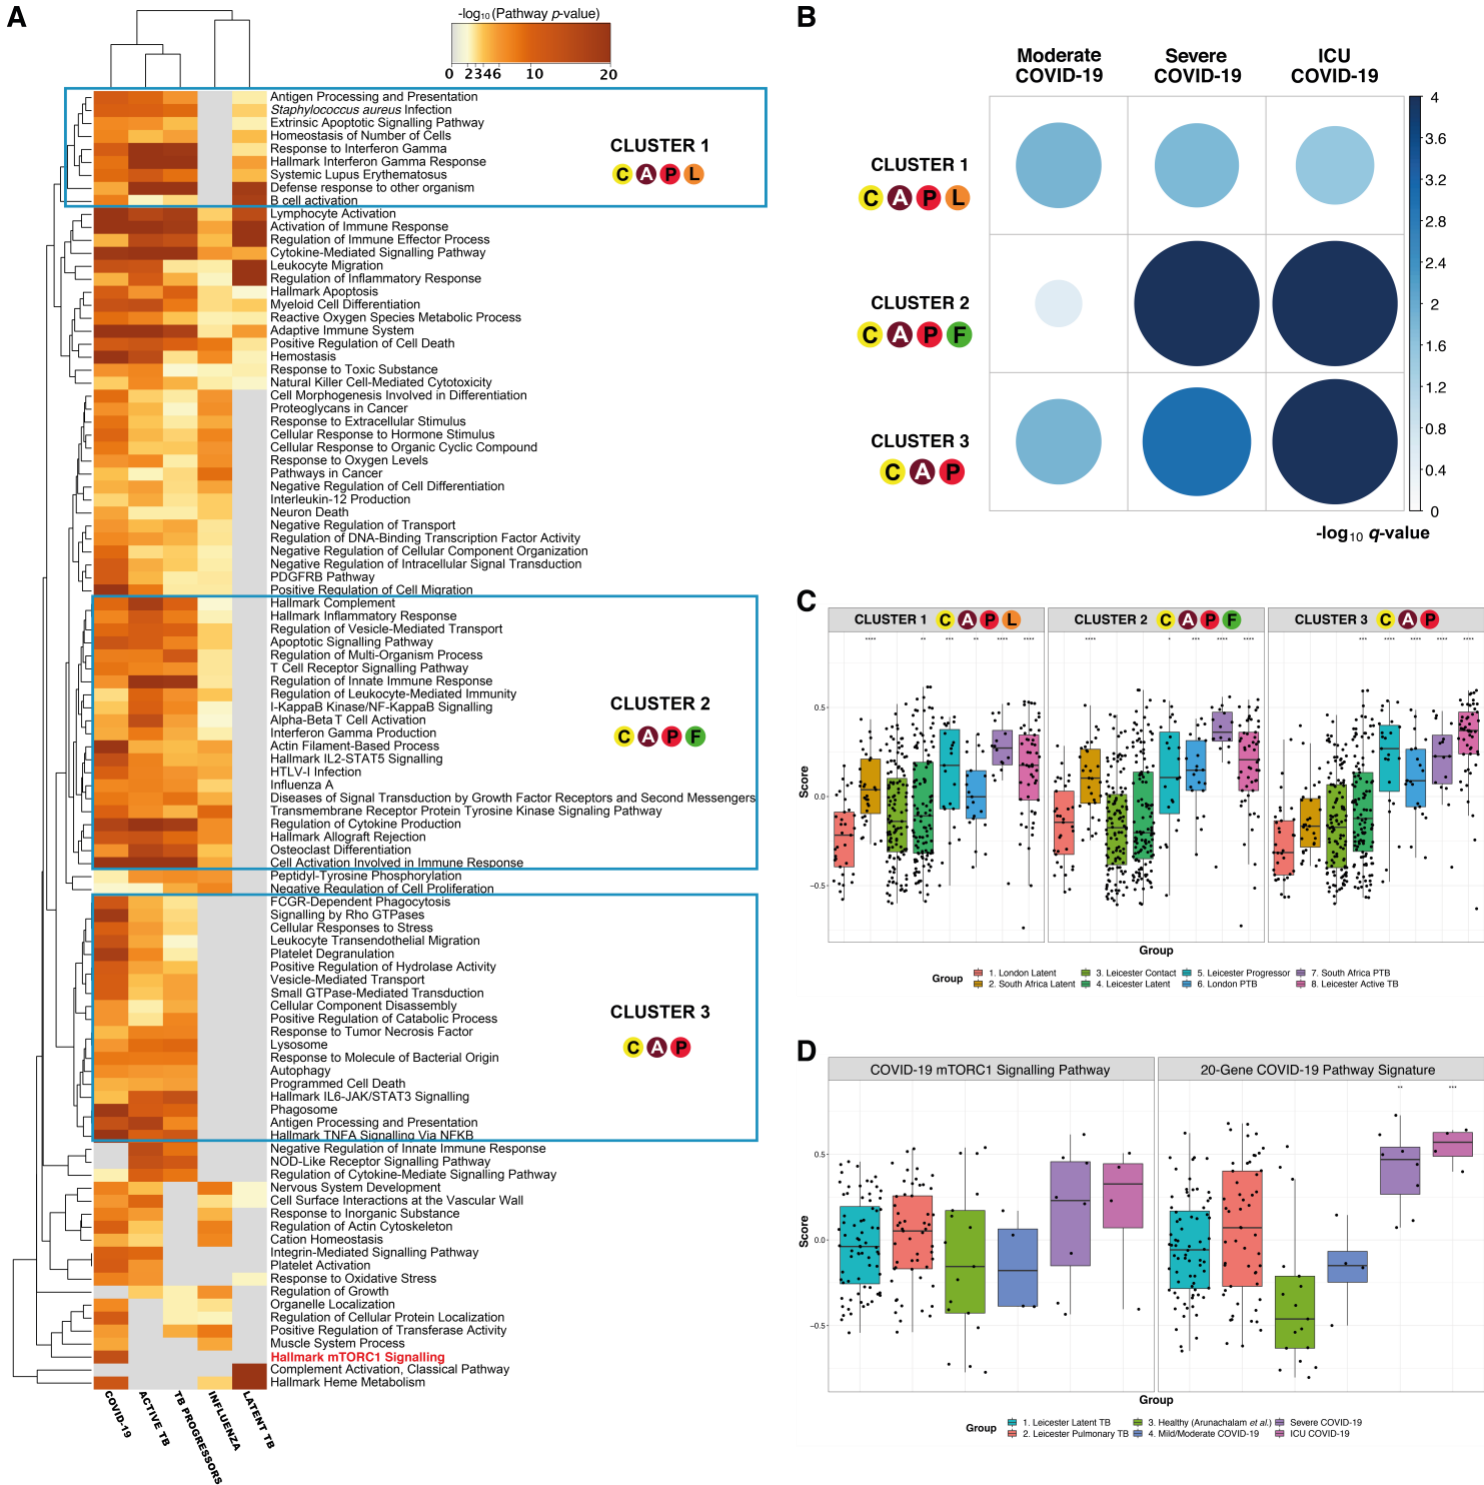 A
-log₁₀ (Pathway p-value)
0 2346 10 20
Antigen Processing and Presentation
Staphylococcus aureus Infection
Extrinsic Apoptotic Signalling Pathway
Homeostasis of Number of Cells
Response to Interferon Gamma
Hallmark Interferon Gamma Response
Systemic Lupus Erythematosus
Defense response to other organism
B cell activation
CLUSTER 1
C A P L
Lymphocyte Activation
Activation of Immune Response
Regulation of Immune Effector Process
Cytokine-Mediated Signalling Pathway
Leukocyte Migration
Regulation of Inflammatory Response
Hallmark Apoptosis
Myeloid Cell Differentiation
Reactive Oxygen Species Metabolic Process
Adaptive Immune System
Positive Regulation of Cell Death
Hemostasis
Response to Toxic Substance
Natural Killer Cell-Mediated Cytotoxicity
Cell Morphogenesis Involved in Differentiation
Proteoglycans in Cancer
Response to Extracellular Stimulus
Cellular Response to Hormone Stimulus
Cellular Response to Organic Cyclic Compound
Response to Oxygen Levels
Pathways in Cancer
Negative Regulation of Cell Differentiation
Interleukin-12 Production
Neuron Death
Negative Regulation of Transport
Regulation of DNA-Binding Transcription Factor Activity
Negative Regulation of Cellular Component Organization
Negative Regulation of Intracellular Signal Transduction
PDGFRB Pathway
Positive Regulation of Cell Migration
Hallmark Complement
Hallmark Inflammatory Response
Regulation of Vesicle-Mediated Transport
Apoptotic Signalling Pathway
Regulation of Multi-Organism Process
T Cell Receptor Signalling Pathway
Regulation of Innate Immune Response
Regulation of Leukocyte-Mediated Immunity
I-KappaB Kinase/NF-KappaB Signalling
Alpha-Beta T Cell Activation
Interferon Gamma Production
Actin Filament-Based Process
Hallmark IL2-STAT5 Signalling
HTLV-I Infection
Influenza A
Diseases of Signal Transduction by Growth Factor Receptors and Second Messengers
Transmembrane Receptor Protein Tyrosine Kinase Signaling Pathway
Regulation of Cytokine Production
Hallmark Allograft Rejection
Osteoclast Differentiation
Cell Activation Involved in Immune Response
CLUSTER 2
C A P F
Peptidyl-Tyrosine Phosphorylation
Negative Regulation of Cell Proliferation
FCGR-Dependent Phagocytosis
Signalling by Rho GTPases
Cellular Responses to Stress
Leukocyte Transendothelial Migration
Platelet Degranulation
Positive Regulation of Hydrolase Activity
Vesicle-Mediated Transport
Small GTPase-Mediated Transduction
Cellular Component Disassembly
Positive Regulation of Catabolic Process
Response to Tumor Necrosis Factor
Lysosome
Response to Molecule of Bacterial Origin
Autophagy
Programmed Cell Death
Hallmark IL6-JAK/STAT3 Signalling
Phagosome
Antigen Processing and Presentation
Hallmark TNFA Signalling Via NFKB
CLUSTER 3
C A P
Negative Regulation of Innate Immune Response
NOD-Like Receptor Signalling Pathway
Regulation of Cytokine-Mediate Signalling Pathway
Nervous System Development
Cell Surface Interactions at the Vascular Wall
Response to Inorganic Substance
Regulation of Actin Cytoskeleton
Cation Homeostasis
Integrin-Mediated Signalling Pathway
Platelet Activation
Response to Oxidative Stress
Regulation of Growth
Organelle Localization
Regulation of Cellular Protein Localization
Positive Regulation of Transferase Activity
Muscle System Process
Hallmark mTORC1 Signalling
Complement Activation, Classical Pathway
Hallmark Heme Metabolism
COVID-19
ACTIVE TB
TB PROGRESSORS
INFLUENZA
LATENT TB
B
Moderate COVID-19
Severe COVID-19
ICU COVID-19
CLUSTER 1
C A P L
CLUSTER 2
C A P F
CLUSTER 3
C A P
4
3.6
3.2
2.8
2.4
2
1.6
1.2
0.8
0.4
0
-log₁₀ q-value
C
CLUSTER 1 C A P L
CLUSTER 2 C A P F
CLUSTER 3 C A P
Score
0.5
0.0
-0.5
Group
Group
1. London Latent
2. South Africa Latent
3. Leicester Contact
4. Leicester Latent
5. Leicester Progressor
6. London PTB
7. South Africa PTB
8. Leicester Active TB
D
COVID-19 mTORC1 Signalling Pathway
20-Gene COVID-19 Pathway Signature
Score
0.5
0.0
-0.5
Group
Group
1. Leicester Latent TB
2. Leicester Pulmonary TB
3. Healthy (Arunachalam et al.)
4. Mild/Moderate COVID-19
Severe COVID-19
ICU COVID-19